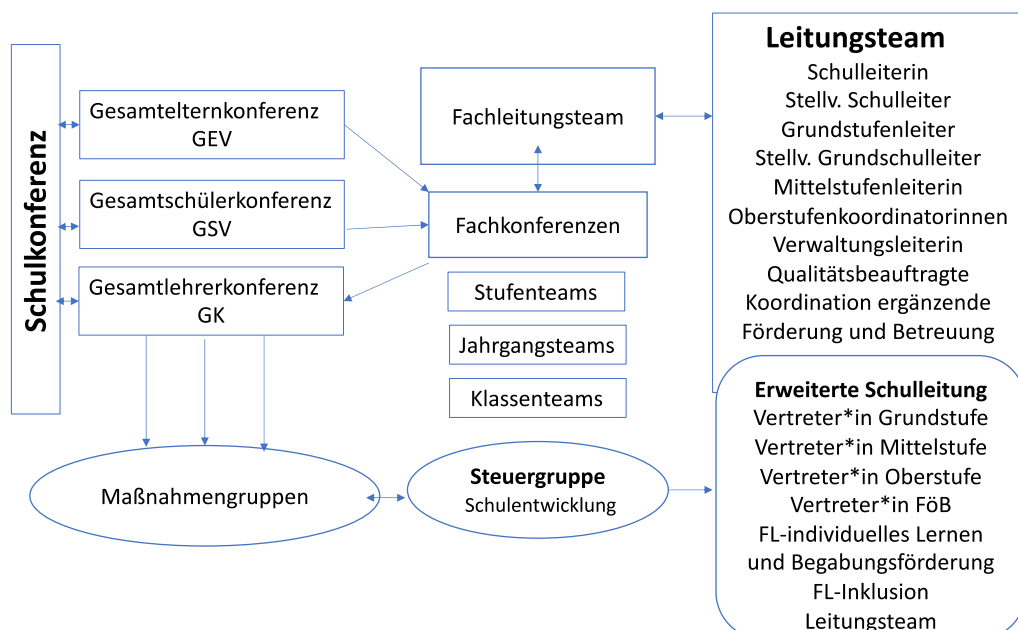 Schulkonferenz
Gesamtelternkonferenz
GEV
Gesamtschülerkonferenz
GSV
Gesamtlehrerkonferenz
GK
Fachleitungsteam
Fachkonferenzen
Stufenteams
Jahrgangsteams
Klassenteams
Maßnahmengruppen
Steuergruppe
Schulentwicklung
Leitungsteam
Schulleiterin
Stellv. Schulleiter
Grundstufenleiter
Stellv. Grundschulleiter
Mittelstufenleiterin
Oberstufenkoordinatorinnen
Verwaltungsleiterin
Qualitätsbeauftragte
Koordination ergänzende
Förderung und Betreuung
Erweiterte Schulleitung
Vertreter*in Grundstufe
Vertreter*in Mittelstufe
Vertreter*in Oberstufe
Vertreter*in FöB
FL-individuelles Lernen
und Begabungsförderung
FL-Inklusion
Leitungsteam